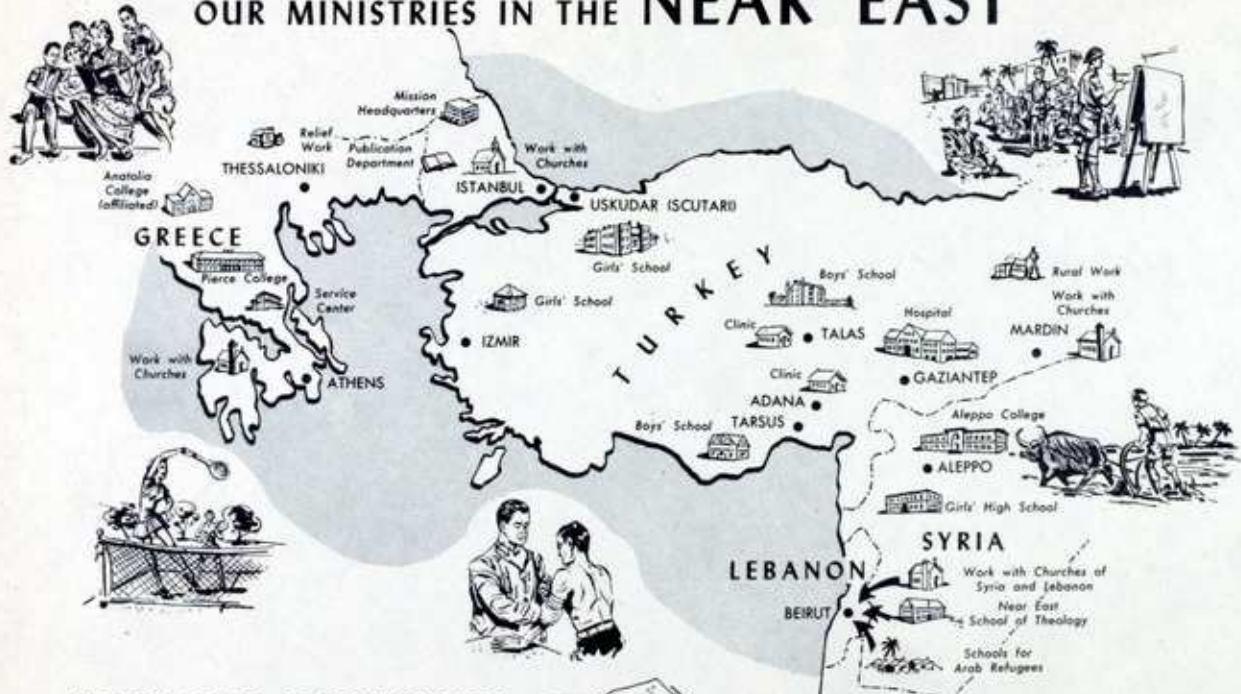 OUR MINISTRIES IN THE NEAR EAST
Mission
Headquarters
Relief
Work
Publication
Department
Work with
Churches
THESSALONIKI
ISTANBUL
USKUDAR (SCUTARI)
Anatolia
College
(affiliated)
GREECE
Pierce College
Service
Center
Work with
Churches
ATHENS
Girls' School
Girls' School
IZMIR
TURKEY
Boys' School
Clinic
TALAS
Hospital
GAZIANTEP
Rural Work
Work with
Churches
MARDIN
Clinic
ADANA
TARSUS
Boys' School
Aleppo College
ALEPPO
Girls' High School
SYRIA
LEBANON
BEIRUT
Work with Churches of
Syria and Lebanon
Near East
School of Theology
Schools for
Arab Refugees